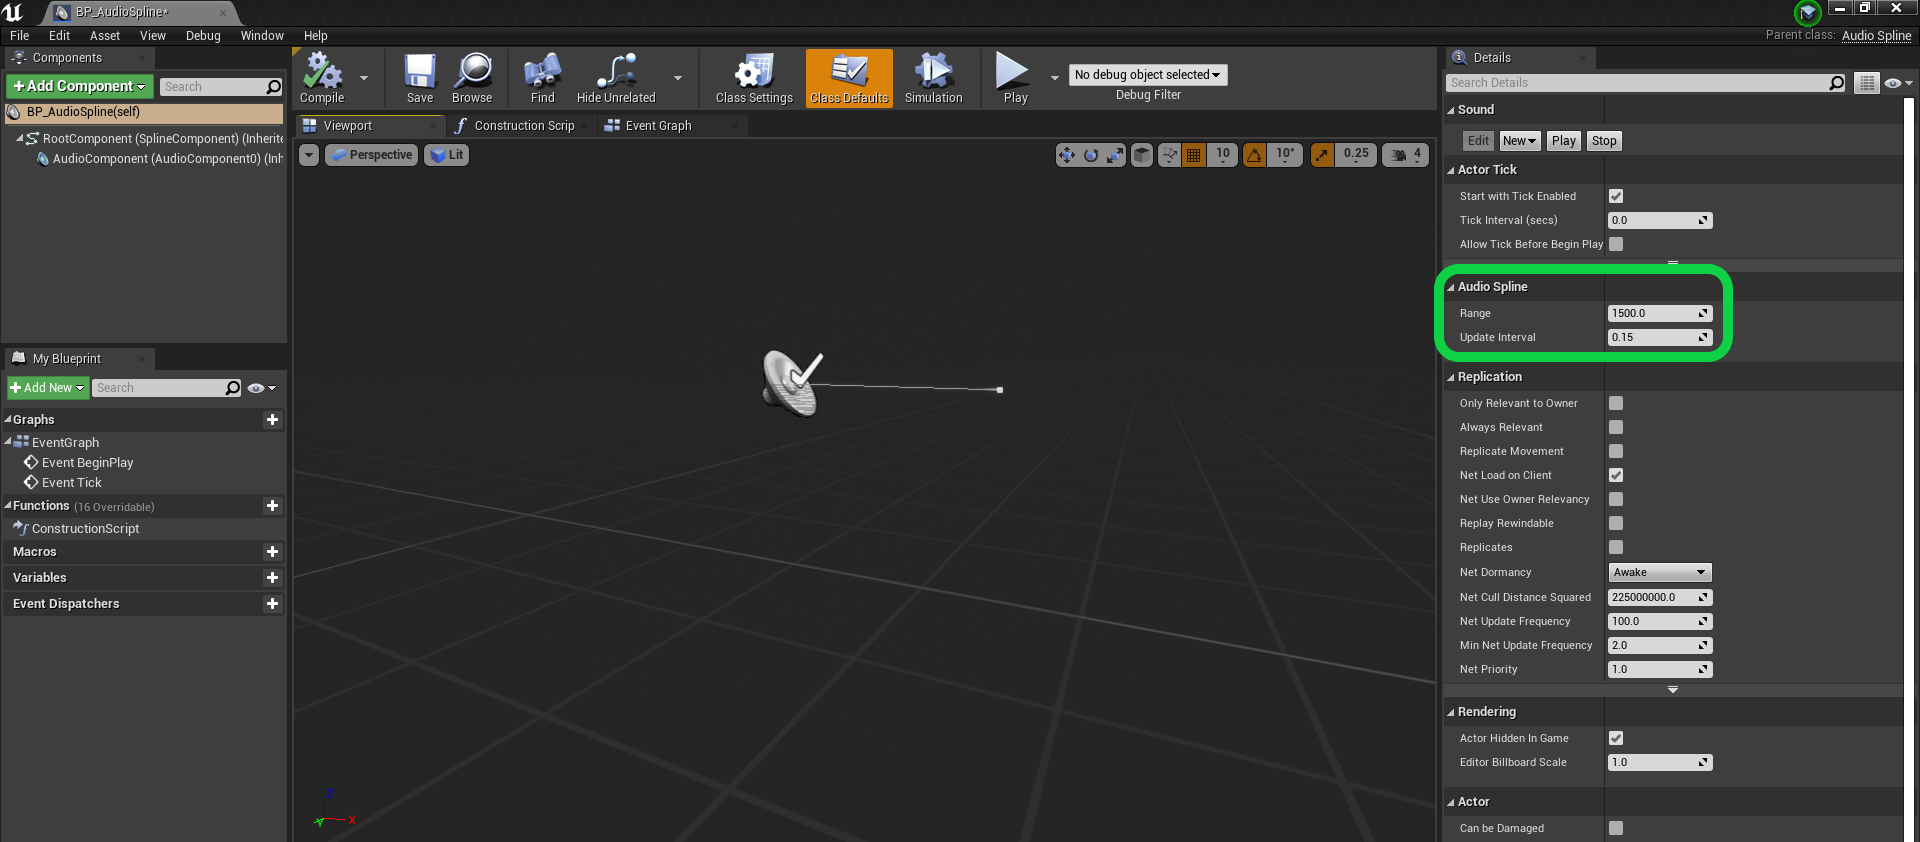 BP_AudioSpline*
File Edit Asset View Debug Window Help
Parent class: Audio Spline
Components
+Add Component
Search
BP_AudioSpline(self)
RootComponent (SplineComponent) (Inherite
AudioComponent (AudioComponent0) (Inh
My Blueprint
+Add New
Search
Graphs
EventGraph
Event BeginPlay
Event Tick
Functions (16 Overridable)
ConstructionScript
Macros
Variables
Event Dispatchers
Compile
Save
Browse
Find
Hide Unrelated
Class Settings
Class Defaults
Simulation
Play
No debug object selected
Debug Filter
Viewport
Construction Scrip
Event Graph
Perspective
Lit
10
10°
0.25
4
Z
Y
X
Details
Search Details
Sound
Edit New Play Stop
Actor Tick
Start with Tick Enabled
Tick Interval (secs) 0.0
Allow Tick Before Begin Play
Audio Spline
Range 1500.0
Update Interval 0.15
Replication
Only Relevant to Owner
Always Relevant
Replicate Movement
Net Load on Client
Net Use Owner Relevancy
Replay Rewindable
Replicates
Net Dormancy Awake
Net Cull Distance Squared 225000000.0
Net Update Frequency 100.0
Min Net Update Frequency 2.0
Net Priority 1.0
Rendering
Actor Hidden In Game
Editor Billboard Scale 1.0
Actor
Can be Damaged